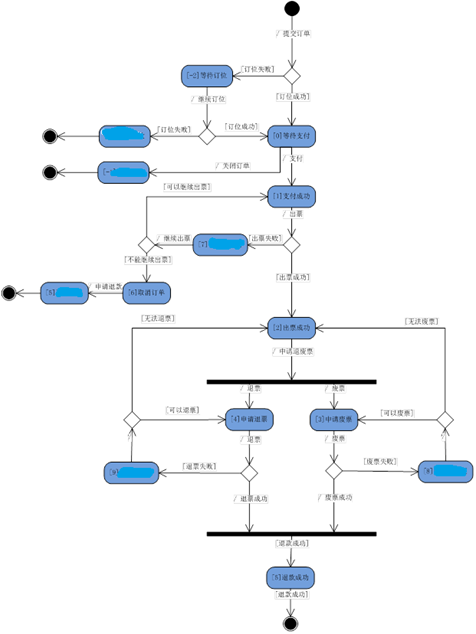 / 提交订单
[订位失败]
[-2]等待订位
[订位成功]
/ 继续订位
[订位失败]
[订位成功]
[0]等待支付
/ 支付
/ 关闭订单
[-
[可以继续出票]
[1]支付成功
/ 出票
/ 继续出票
[7]
[出票失败]
[不能继续出票]
[出票成功]
/ 申请退款
[6]取消订单
[无法退票]
[2]出票成功
[无法废票]
/ 申请退废票
/ 退票
/ 废票
[可以退票]
[4]申请退票
[3]申请废票
[可以废票]
/ 退票
/ 废票
[退票失败]
[废票失败]
/ 退票成功
/ 废票成功
[退款成功]
[5]退款成功
[退款成功]